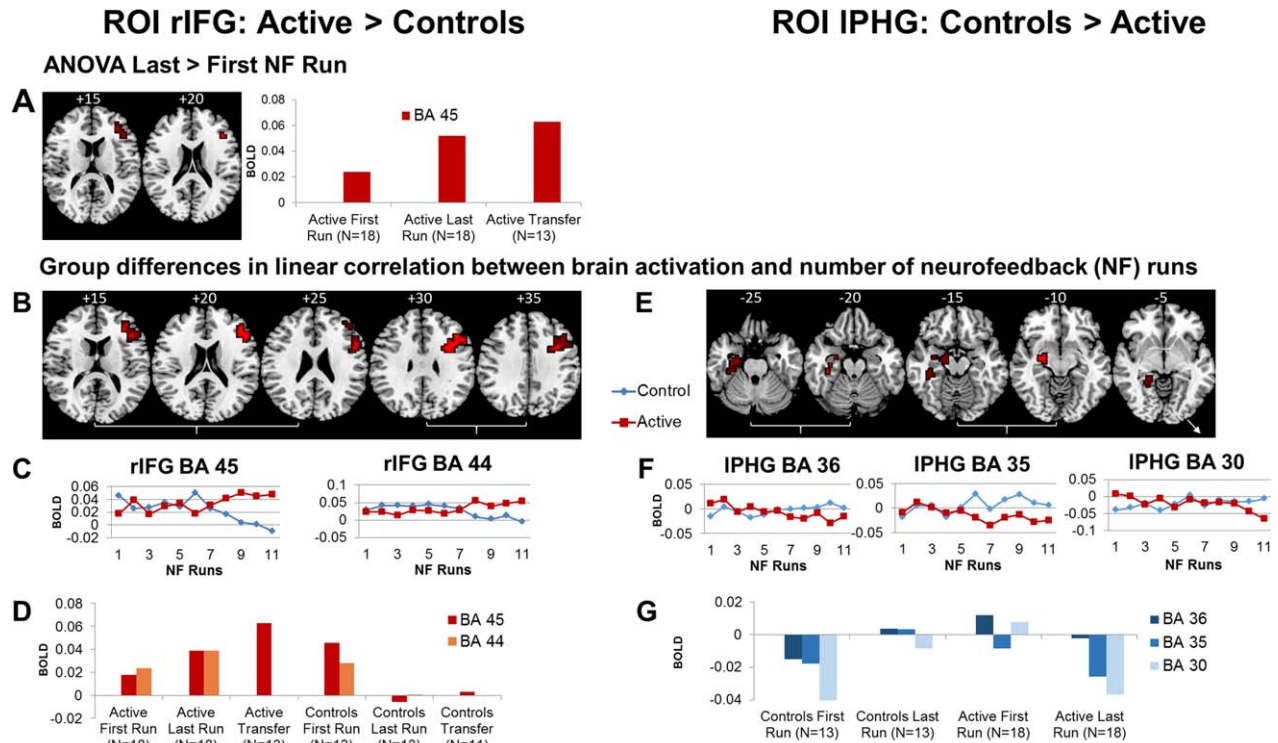 ROI rIFG: Active > Controls
ROI lPHG: Controls > Active
ANOVA Last > First NF Run
A
+15 +20
0.08
0.06
0.04
0.02
0
BOLD
BA 45
Active First Run (N=18)
Active Last Run (N=18)
Active Transfer (N=13)
Group differences in linear correlation between brain activation and number of neurofeedback (NF) runs
B
+15 +20 +25 +30 +35
Control
Active
E
-25 -20 -15 -10 -5
C
rIFG BA 45
BOLD
0.06
0.04
0.02
0
-0.02
1 3 5 7 9 11
NF Runs
rIFG BA 44
0.1
0.05
0
-0.05
1 3 5 7 9 11
NF Runs
F
lPHG BA 36
BOLD
0.05
0
-0.05
1 3 5 7 9 11
NF Runs
lPHG BA 35
0.05
0
-0.05
1 3 5 7 9 11
NF Runs
lPHG BA 30
0.05
0
-0.05
-0.1
1 3 5 7 9 11
NF Runs
D
BOLD
0.08
0.06
0.04
0.02
0
-0.02
BA 45
BA 44
Active First Run (N=18)
Active Last Run (N=18)
Active Transfer (N=13)
Controls First Run (N=13)
Controls Last Run (N=13)
Controls Transfer (N=11)
G
BOLD
0.02
0
-0.02
-0.04
BA 36
BA 35
BA 30
Controls First Run (N=13)
Controls Last Run (N=13)
Active First Run (N=18)
Active Last Run (N=18)